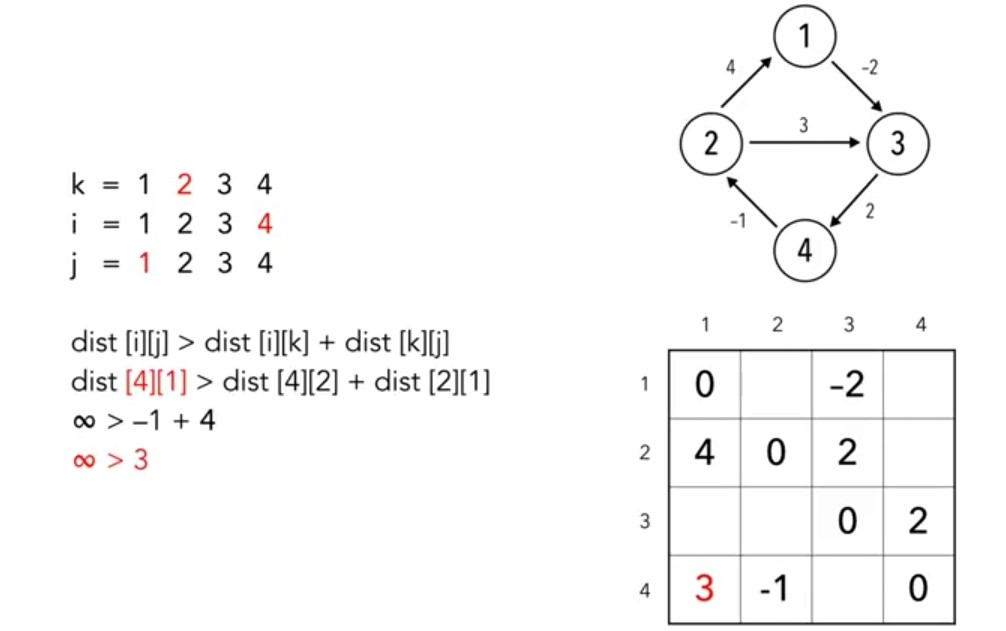 k = 1 2 3 4
i = 1 2 3 4
j = 1 2 3 4
dist [i][j] > dist [i][k] + dist [k][j]
dist [4][1] > dist [4][2] + dist [2][1]
∞ > –1 + 4
∞ > 3
1
4 -2
2 3 3
-1 2
4
1 2 3 4
1 0 -2
2 4 0 2
3 0 2
4 3 -1 0